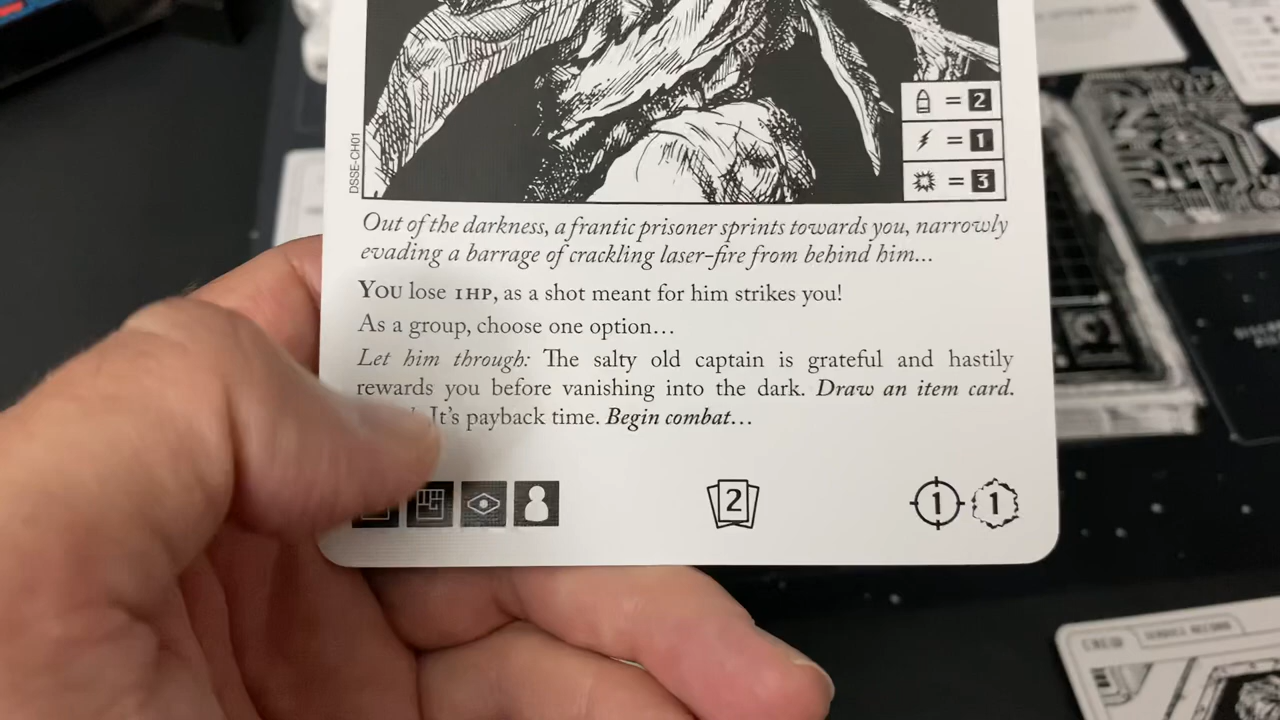 = 2
= 1
= 3
DSSE-CH01
Out of the darkness, a frantic prisoner sprints towards you, narrowly
evading a barrage of crackling laser-fire from behind him...
YOU lose 1HP, as a shot meant for him strikes you!
As a group, choose one option...
Let him through: The salty old captain is grateful and hastily
rewards you before vanishing into the dark. Draw an item card.
It's payback time. Begin combat...
2
1
1
CREW
SERVICE RECORD